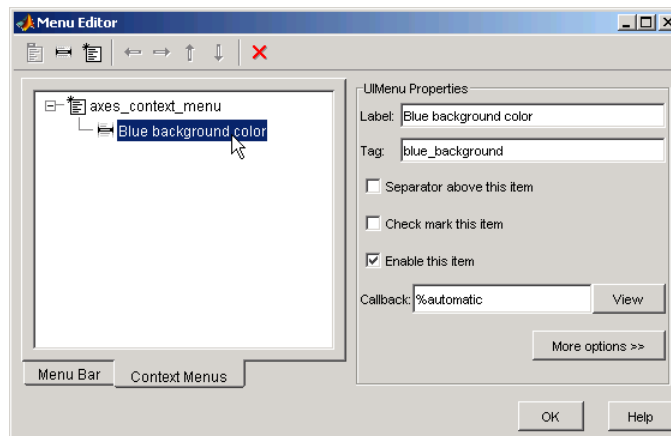 Menu Editor
axes_context_menu
Blue background color
Menu Bar
Context Menus
UIMenu Properties
Label: Blue background color
Tag: blue_background
Separator above this item
Check mark this item
Enable this item
Callback: %automatic View
More options >>
OK Help